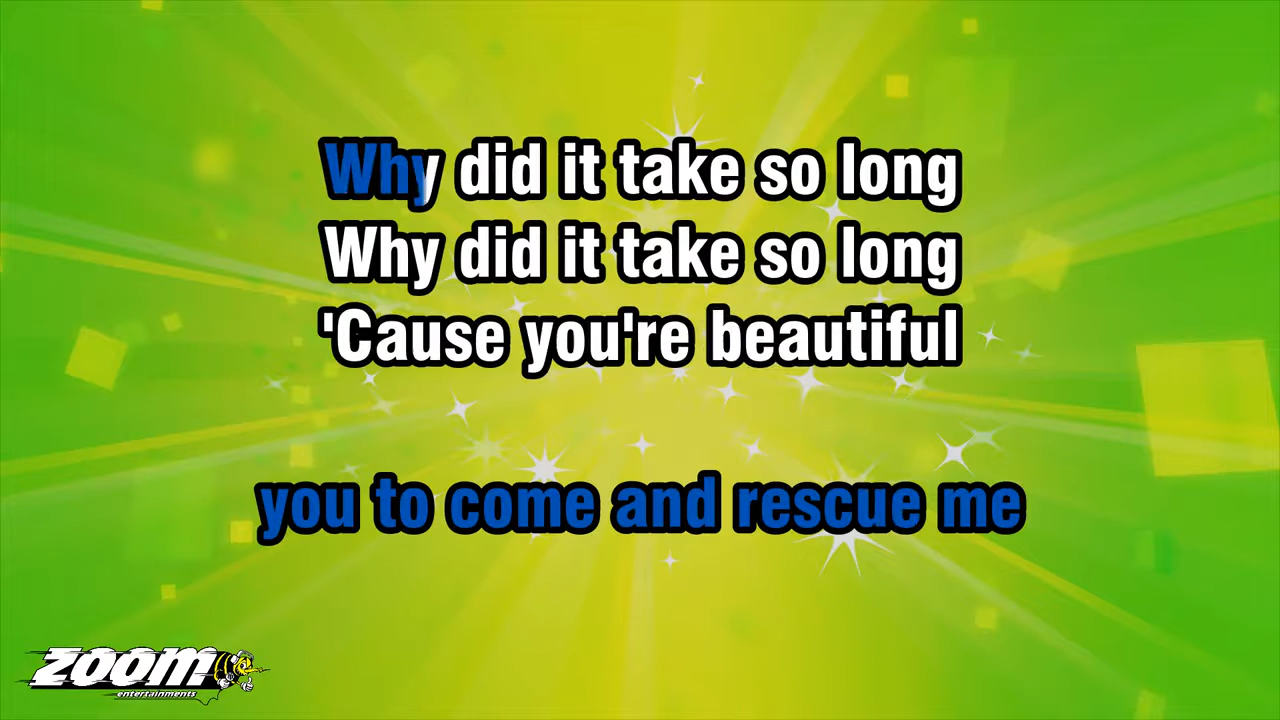 Why did it take so long
Why did it take so long
'Cause you're beautiful
you to come and rescue me
ZOOM
entertainments